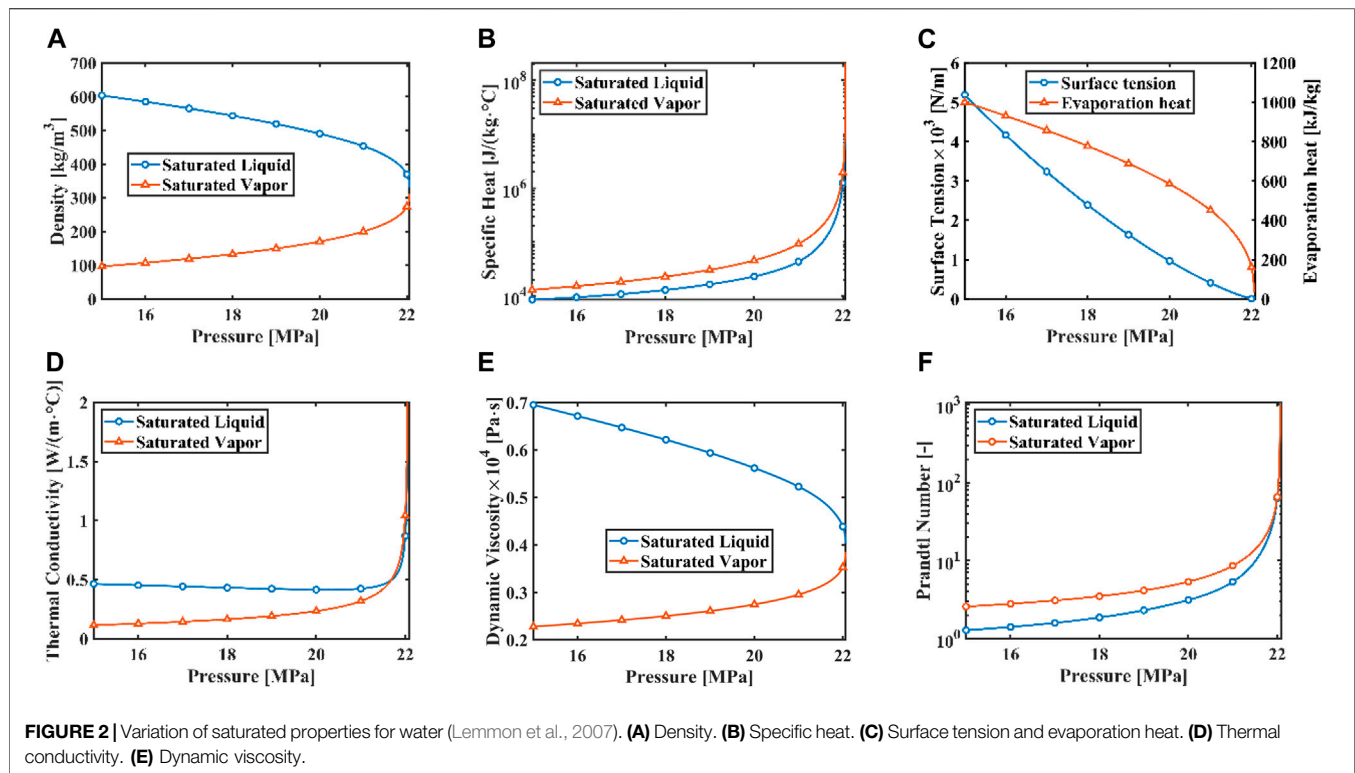 A
B
C
700
600
500
400
300
200
100
0
Density [kg/m³]
Saturated Liquid
Saturated Vapor
16
18
20
22
Pressure [MPa]
10⁸
10⁶
10⁴
Specific Heat [J/(kg·°C)]
Saturated Liquid
Saturated Vapor
16
18
20
22
Pressure [MPa]
6
5
4
3
2
1
0
Surface Tension×10³ [N/m]
Surface tension
Evaporation heat
1200
1000
800
600
400
200
0
Evaporation heat [kJ/kg]
16
18
20
22
Pressure [MPa]
D
E
F
2
1.5
1
0.5
0
Thermal Conductivity [W/(m·°C)]
Saturated Liquid
Saturated Vapor
16
18
20
22
Pressure [MPa]
0.7
0.6
0.5
0.4
0.3
0.2
Dynamic Viscosity×10⁴ [Pa·s]
Saturated Liquid
Saturated Vapor
16
18
20
22
Pressure [MPa]
10³
10²
10¹
10⁰
Prandtl Number [-]
Saturated Liquid
Saturated Vapor
16
18
20
22
Pressure [MPa]
FIGURE 2 | Variation of saturated properties for water (Lemmon et al., 2007). (A) Density. (B) Specific heat. (C) Surface tension and evaporation heat. (D) Thermal
conductivity. (E) Dynamic viscosity.